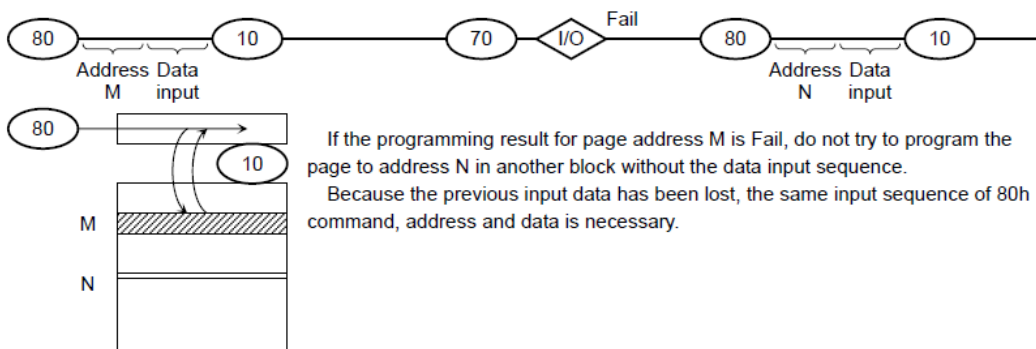 80 10 70 I/O Fail 80 10
Address Data Address Data
M input N input
80
10
M
N
If the programming result for page address M is Fail, do not try to program the
page to address N in another block without the data input sequence.
Because the previous input data has been lost, the same input sequence of 80h
command, address and data is necessary.